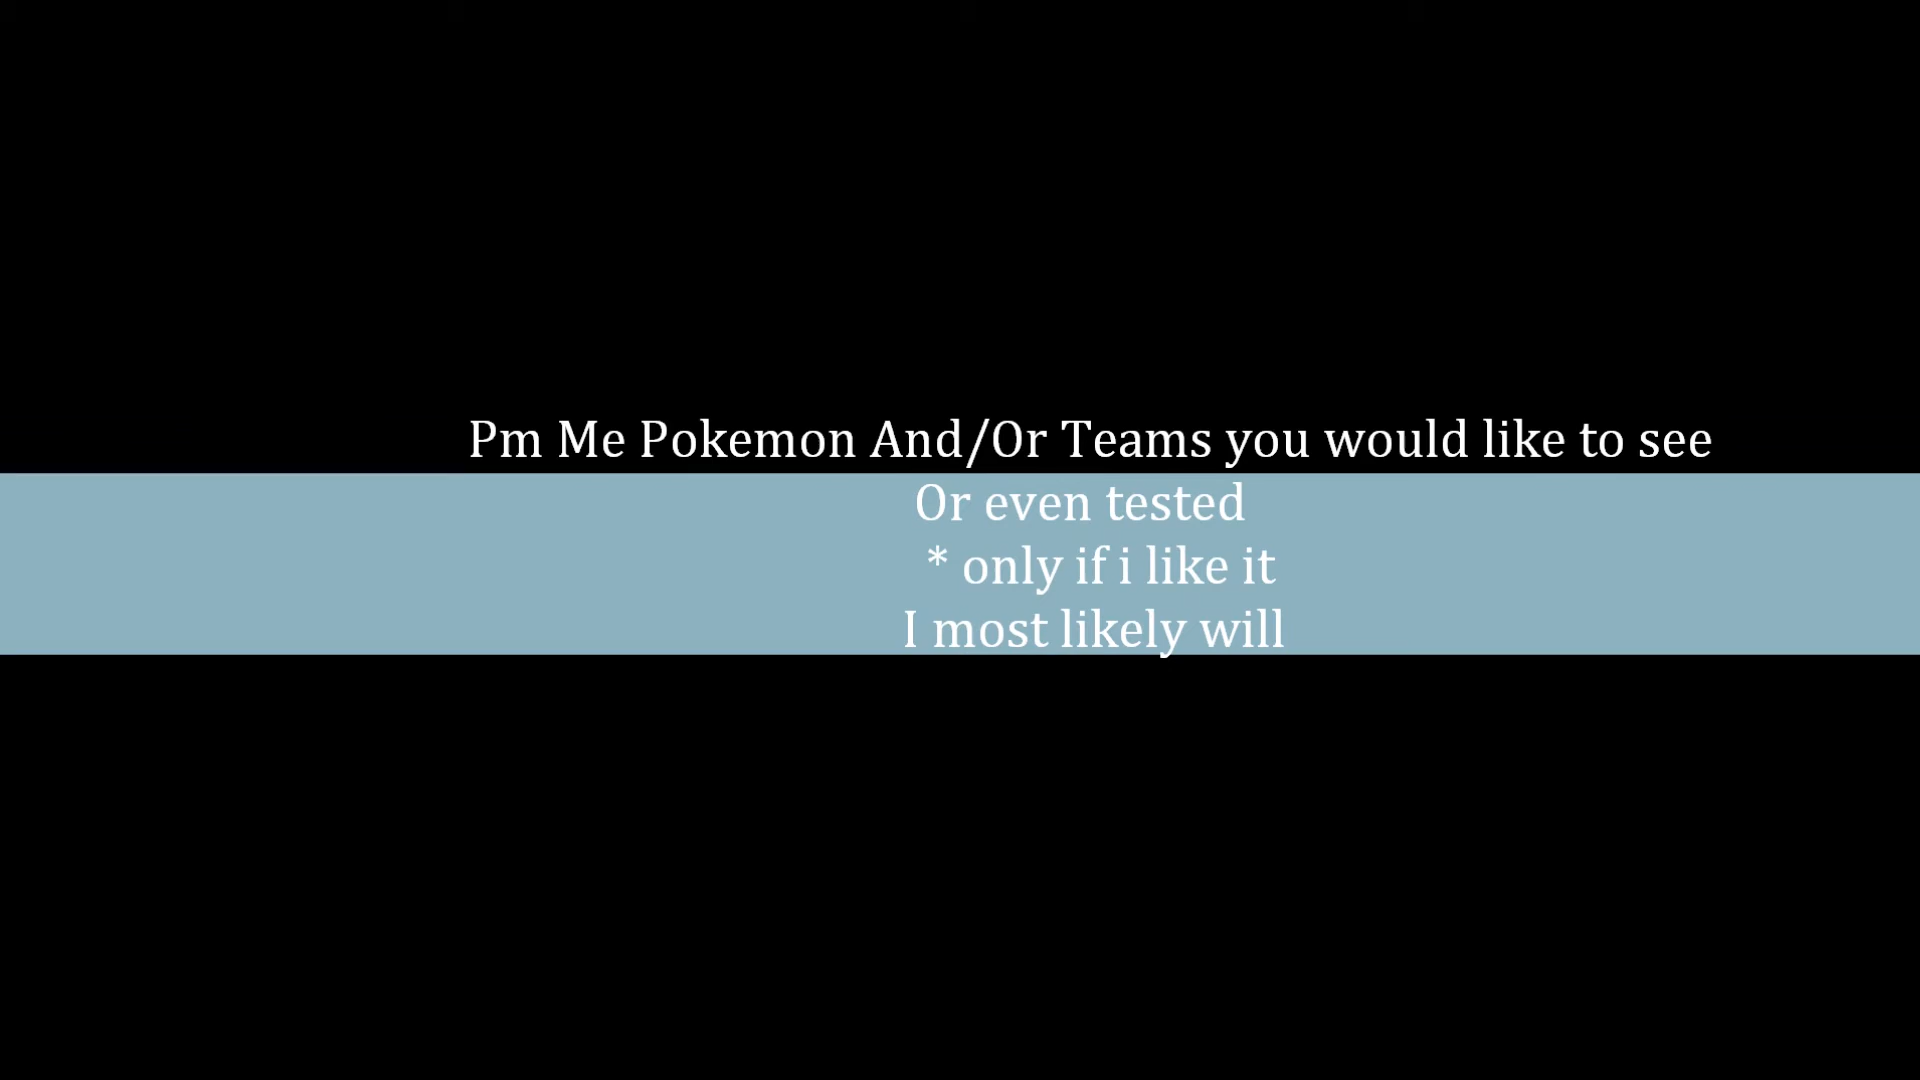 Pm Me Pokemon And/Or Teams you would like to see
Or even tested
* only if i like it
I most likely will